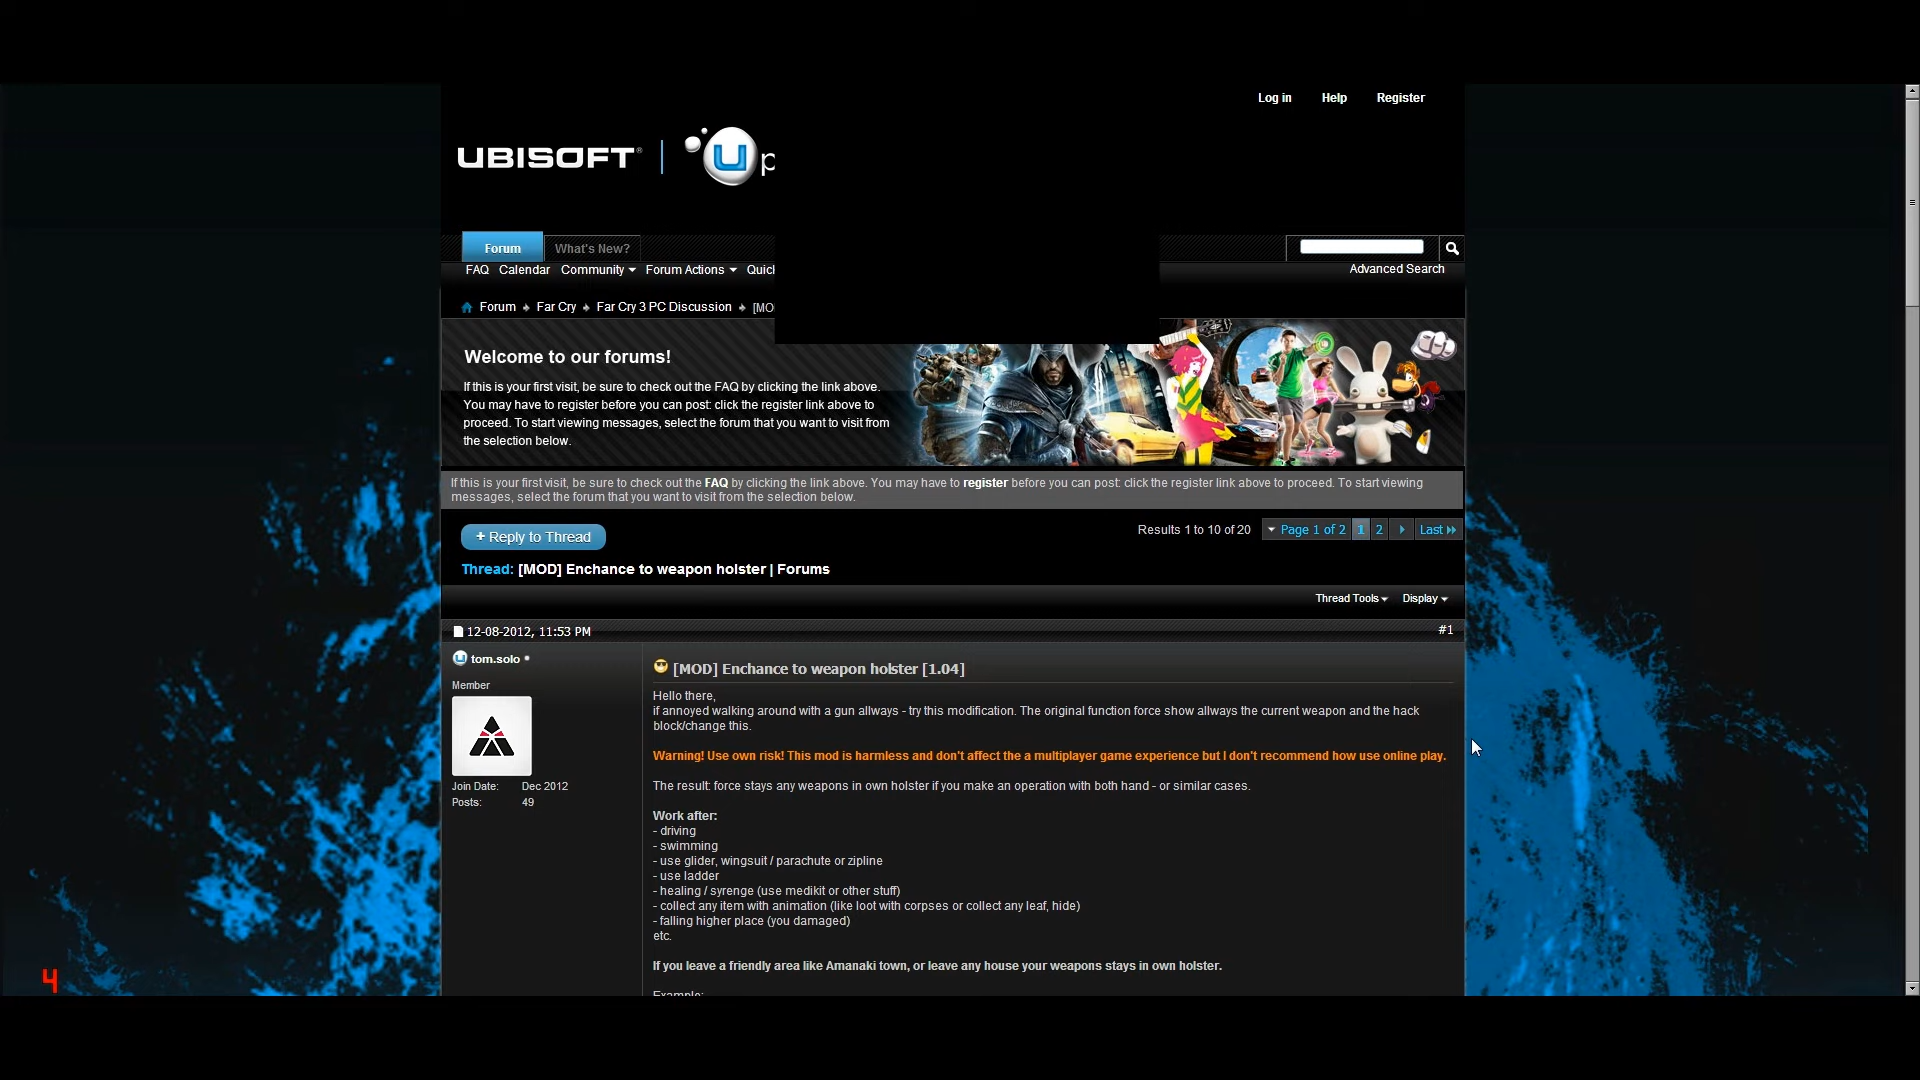 Log in Help Register
UBISOFT® | U p
Forum What's New?
FAQ Calendar Community Forum Actions Quick
Advanced Search
Forum Far Cry Far Cry 3 PC Discussion [MO
Welcome to our forums!
If this is your first visit, be sure to check out the FAQ by clicking the link above.
You may have to register before you can post: click the register link above to
proceed. To start viewing messages, select the forum that you want to visit from
the selection below.
If this is your first visit, be sure to check out the FAQ by clicking the link above. You may have to register before you can post: click the register link above to proceed. To start viewing
messages, select the forum that you want to visit from the selection below.
+ Reply to Thread
Results 1 to 10 of 20 Page 1 of 2 1 2 Last
Thread: [MOD] Enchance to weapon holster | Forums
Thread Tools Display
12-08-2012, 11:53 PM #1
tom.solo
Member
Join Date: Dec 2012
Posts: 49
[MOD] Enchance to weapon holster [1.04]
Hello there,
if annoyed walking around with a gun allways - try this modification. The original function force show allways the current weapon and the hack
block/change this.
Warning! Use own risk! This mod is harmless and don't affect the a multiplayer game experience but I don't recommend how use online play.
The result: force stays any weapons in own holster if you make an operation with both hand - or similar cases.
Work after:
- driving
- swimming
- use glider, wingsuit / parachute or zipline
- use ladder
- healing / syrenge (use medikit or other stuff)
- collect any item with animation (like loot with corpses or collect any leaf, hide)
- falling higher place (you damaged)
etc.
If you leave a friendly area like Amanaki town, or leave any house your weapons stays in own holster.
Example:
4